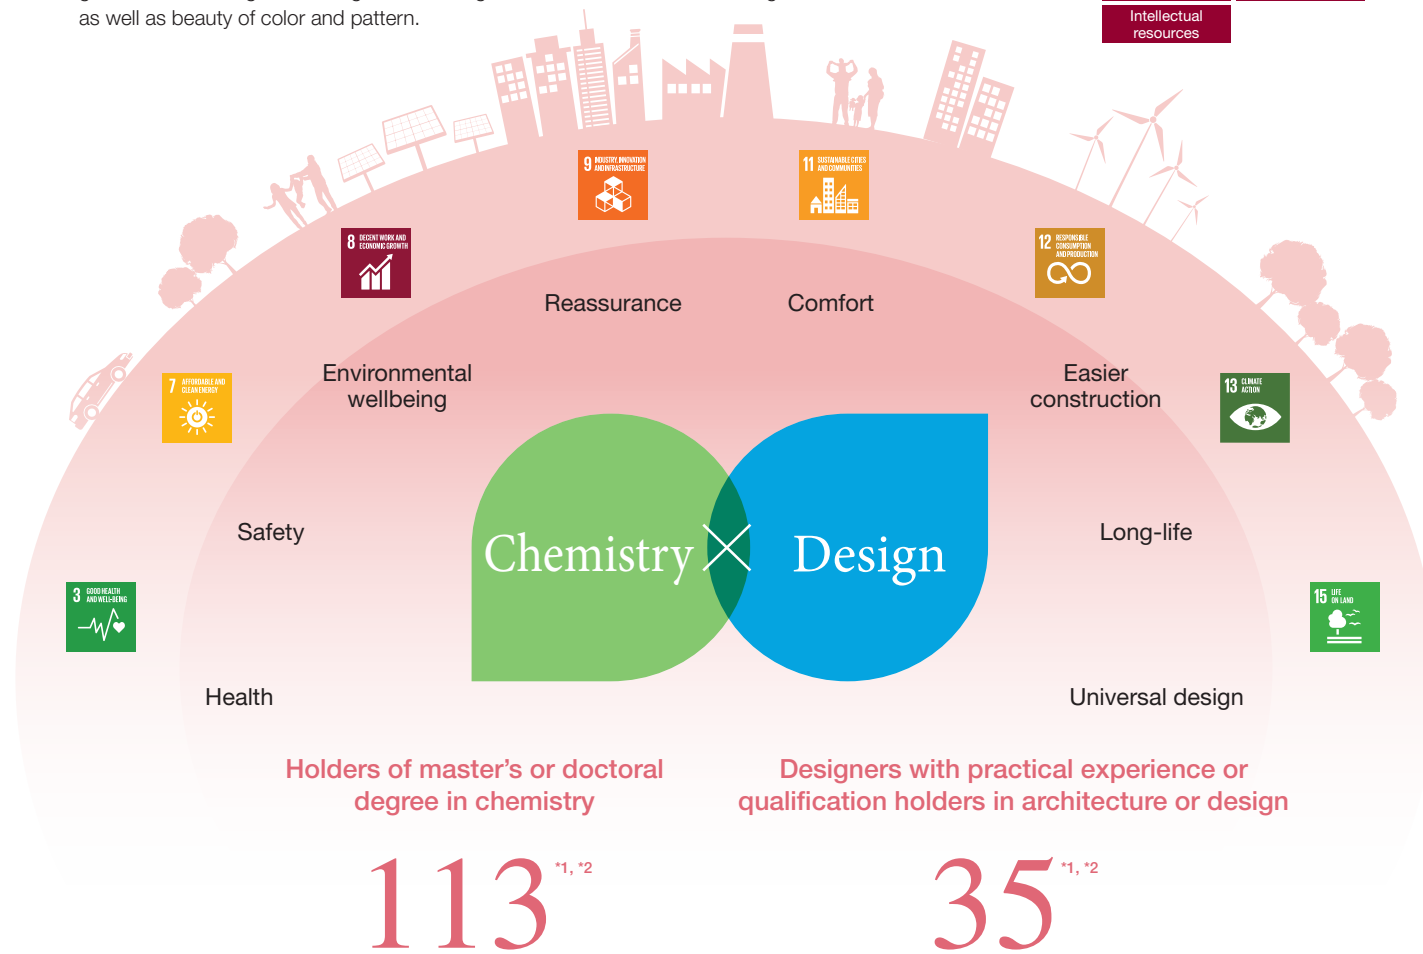 as well as beauty of color and pattern.
Intellectual
resources
9 INDUSTRY, INNOVATION
AND INFRASTRUCTURE
11 SUSTAINABLE CITIES
AND COMMUNITIES
8 DECENT WORK AND
ECONOMIC GROWTH
12 RESPONSIBLE
CONSUMPTION
AND PRODUCTION
Reassurance
Comfort
7 AFFORDABLE AND
CLEAN ENERGY
Environmental
wellbeing
Easier
construction
13 CLIMATE
ACTION
Safety
Chemistry
Design
Long-life
3 GOOD HEALTH
AND WELL-BEING
15 LIFE
ON LAND
Health
Universal design
Holders of master’s or doctoral
degree in chemistry
Designers with practical experience or
qualification holders in architecture or design
113 *1, *2
35 *1, *2